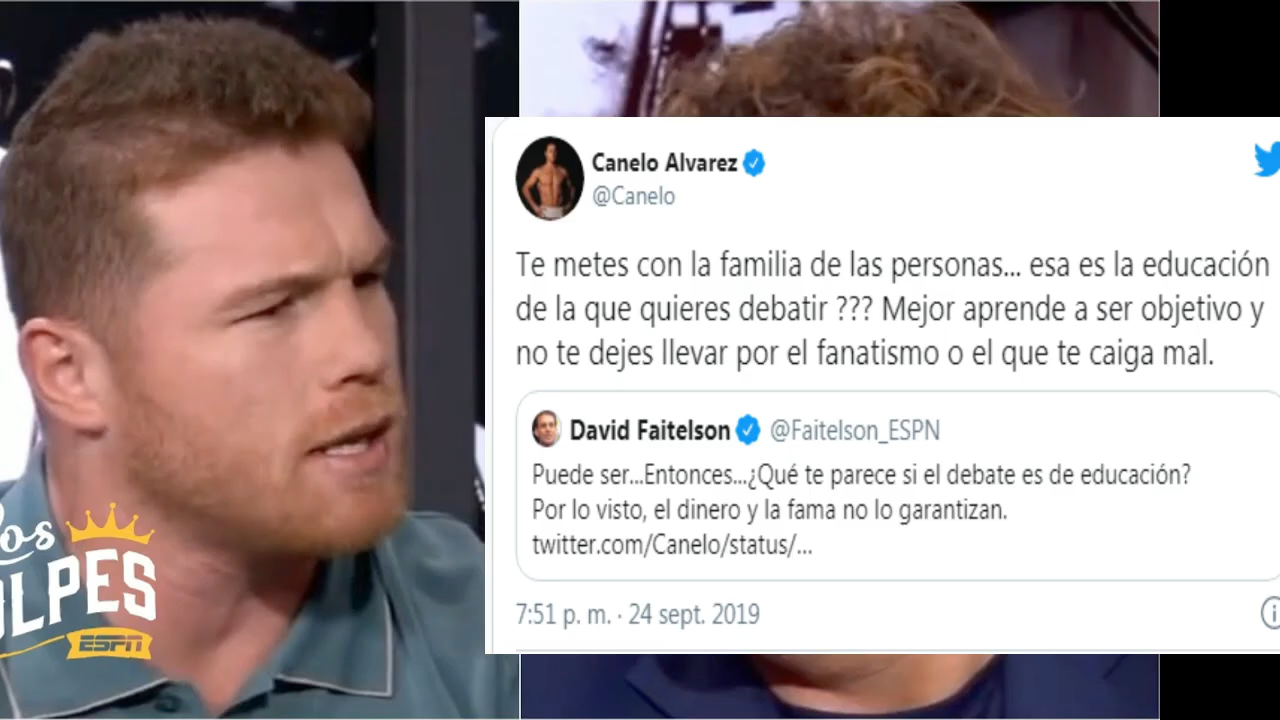 Canelo Alvarez
@Canelo
Te metes con la familia de las personas... esa es la educación
de la que quieres debatir ??? Mejor aprende a ser objetivo y
no te dejes llevar por el fanatismo o el que te caiga mal.
David Faitelson @Faitelson_ESPN
Puede ser...Entonces...¿Qué te parece si el debate es de educación?
Por lo visto, el dinero y la fama no lo garantizan.
twitter.com/Canelo/status/...
7:51 p. m. · 24 sept. 2019
os
LPES
ESPN